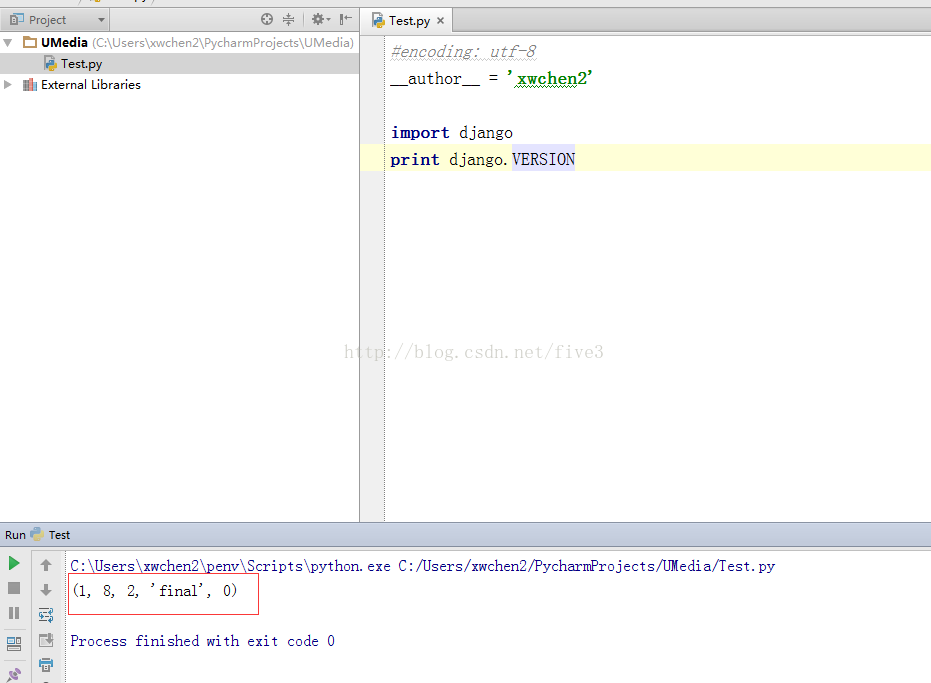 Project
Test.py
UMedia (C:\Users\xwchen2\PycharmProjects\UMedia)
Test.py
External Libraries
#encoding: utf-8
__author__ = 'xwchen2'
import django
print django.VERSION
http://blog.csdn.net/five3
Run Test
C:\Users\xwchen2\penv\Scripts\python.exe C:/Users/xwchen2/PycharmProjects/UMedia/Test.py
(1, 8, 2, 'final', 0)
Process finished with exit code 0